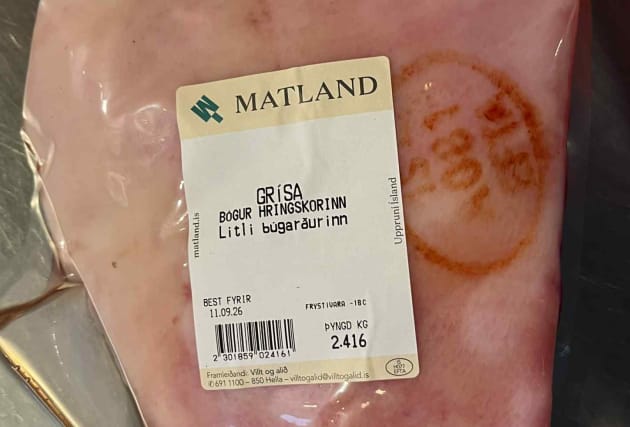 MATLAND
GRÍSA
BÓGUR HRINGSKORINN
Litli búgarðurinn
matland.is
Uppruni Ísland
BEST FYRIR
11.09.26
FRYSTIVARA -18C
ÞYNGD KG
2.416
2 301859 024161
Framleiðandi: Villt og alið
✆ 691 1100 – 850 Hella – villtogalid@villtogalid.is
EFTA